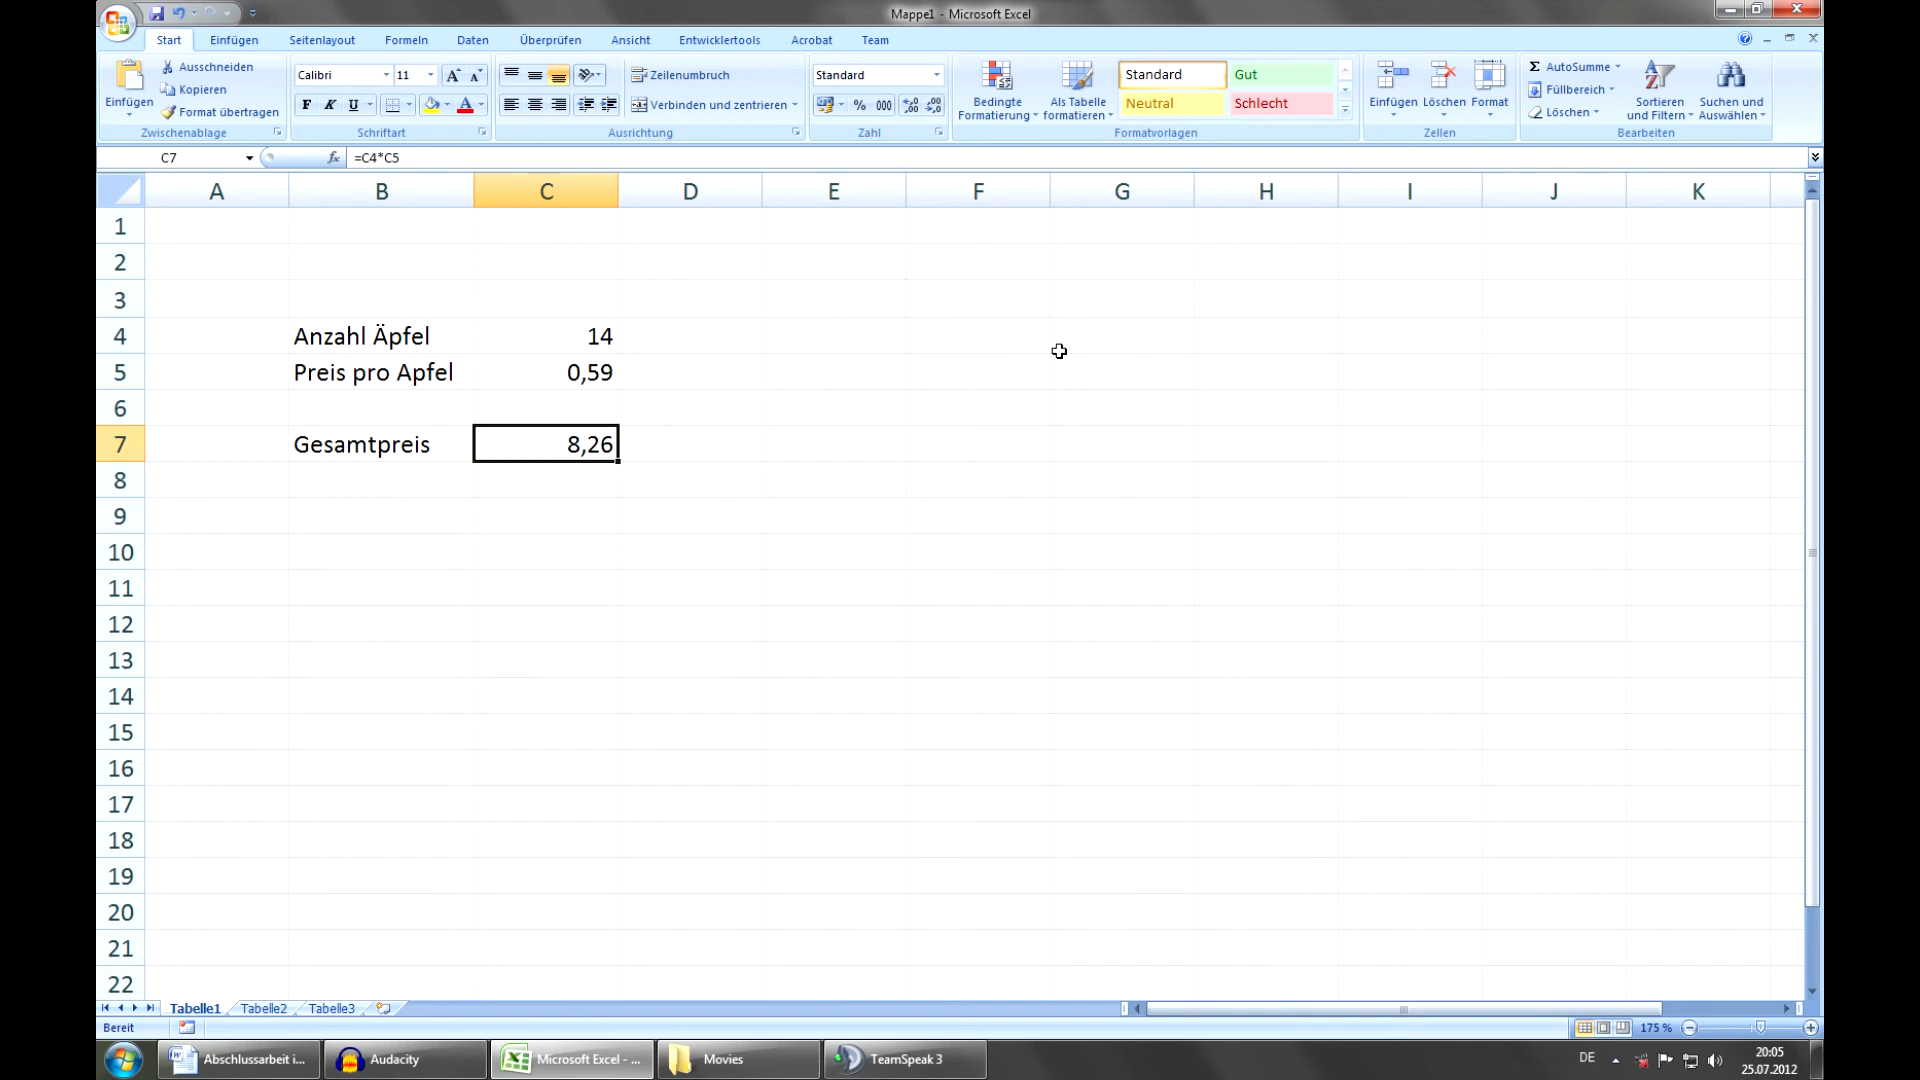 Mappe1 - Microsoft Excel
Start Einfügen Seitenlayout Formeln Daten Überprüfen Ansicht Entwicklertools Acrobat Team
Einfügen
Ausschneiden
Kopieren
Format übertragen
Zwischenablage
Calibri 11
F K U
Schriftart
Zeilenumbruch
Verbinden und zentrieren
Ausrichtung
Standard
% 000
Zahl
Bedingte Formatierung
Als Tabelle formatieren
Standard Gut
Neutral Schlecht
Formatvorlagen
Einfügen Löschen Format
Zellen
Σ AutoSumme
Füllbereich
Löschen
Sortieren und Filtern
Suchen und Auswählen
Bearbeiten
C7 fx =C4*C5
A B C D E F G H I J K
1
2
3
4 Anzahl Äpfel 14
5 Preis pro Apfel 0,59
6
7 Gesamtpreis 8,26
8
9
10
11
12
13
14
15
16
17
18
19
20
21
22
Tabelle1 Tabelle2 Tabelle3
Bereit 175 %
Abschlussarbeit i... Audacity Microsoft Excel - ... Movies TeamSpeak 3 DE 20:05
25.07.2012